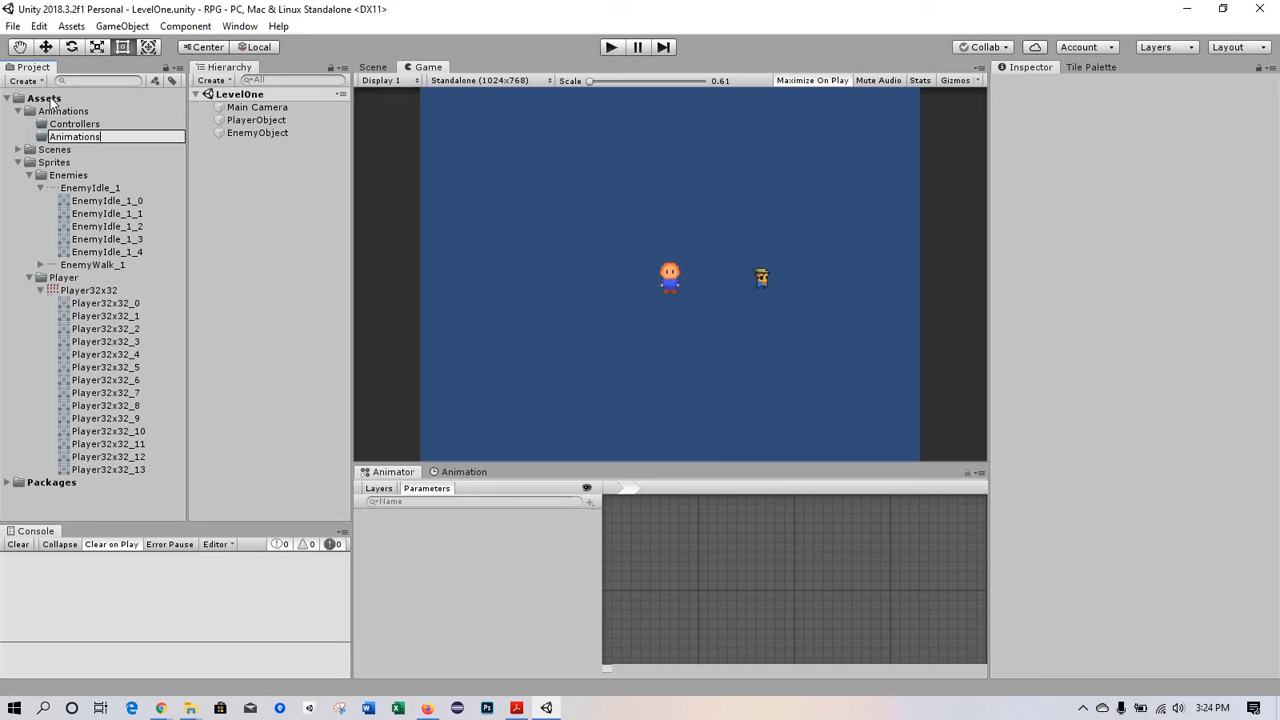 Unity 2018.3.2f1 Personal - LevelOne.unity - RPG - PC, Mac & Linux Standalone <DX11>
File Edit Assets GameObject Component Window Help
Center Local Collab Account Layers Layout
Project Hierarchy Scene Game Inspector Tile Palette
Create Create All Display 1 Standalone (1024x768) Scale 0.61 Maximize On Play Mute Audio Stats Gizmos
Assets
Animations
Controllers
Animations
Scenes
Sprites
Enemies
EnemyIdle_1
EnemyIdle_1_0
EnemyIdle_1_1
EnemyIdle_1_2
EnemyIdle_1_3
EnemyIdle_1_4
EnemyWalk_1
Player
Player32x32
Player32x32_0
Player32x32_1
Player32x32_2
Player32x32_3
Player32x32_4
Player32x32_5
Player32x32_6
Player32x32_7
Player32x32_8
Player32x32_9
Player32x32_10
Player32x32_11
Player32x32_12
Player32x32_13
Packages
LevelOne
Main Camera
PlayerObject
EnemyObject
Animator Animation
Layers Parameters
Name
Console
Clear Collapse Clear on Play Error Pause Editor 0 0 0
3:24 PM